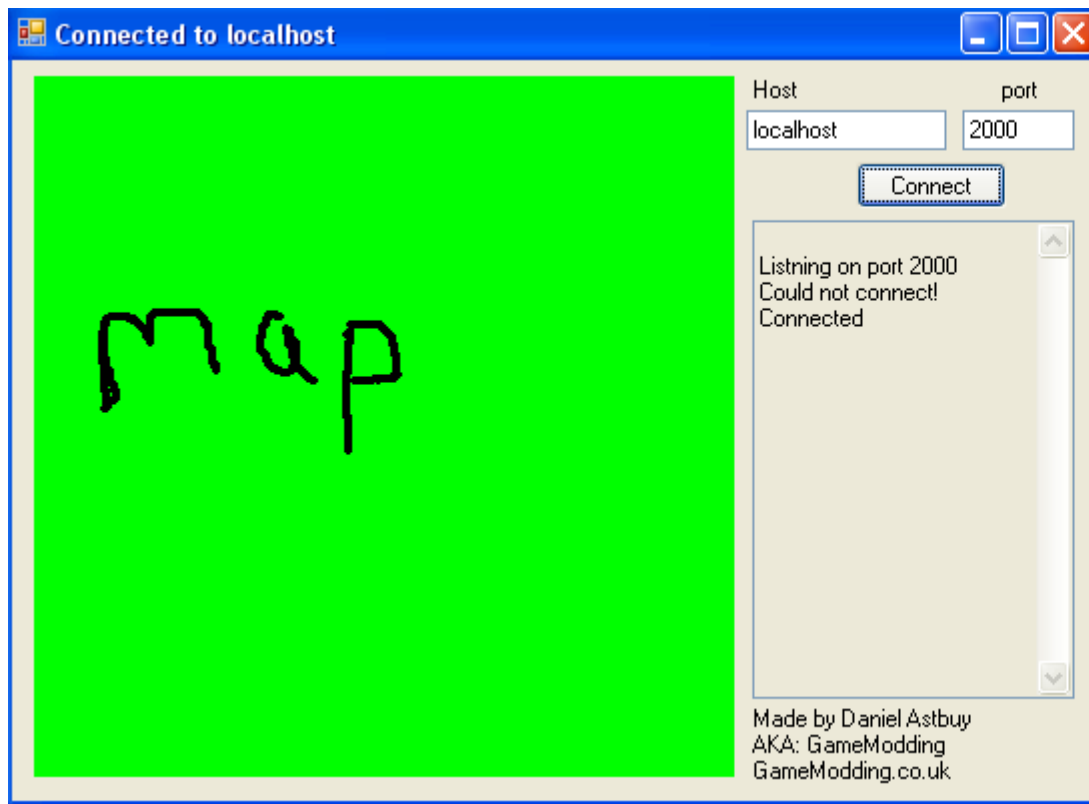 Connected to localhost
map
Host
port
localhost
2000
Connect
Listning on port 2000
Could not connect!
Connected
Made by Daniel Astbuy
AKA: GameModding
GameModding.co.uk